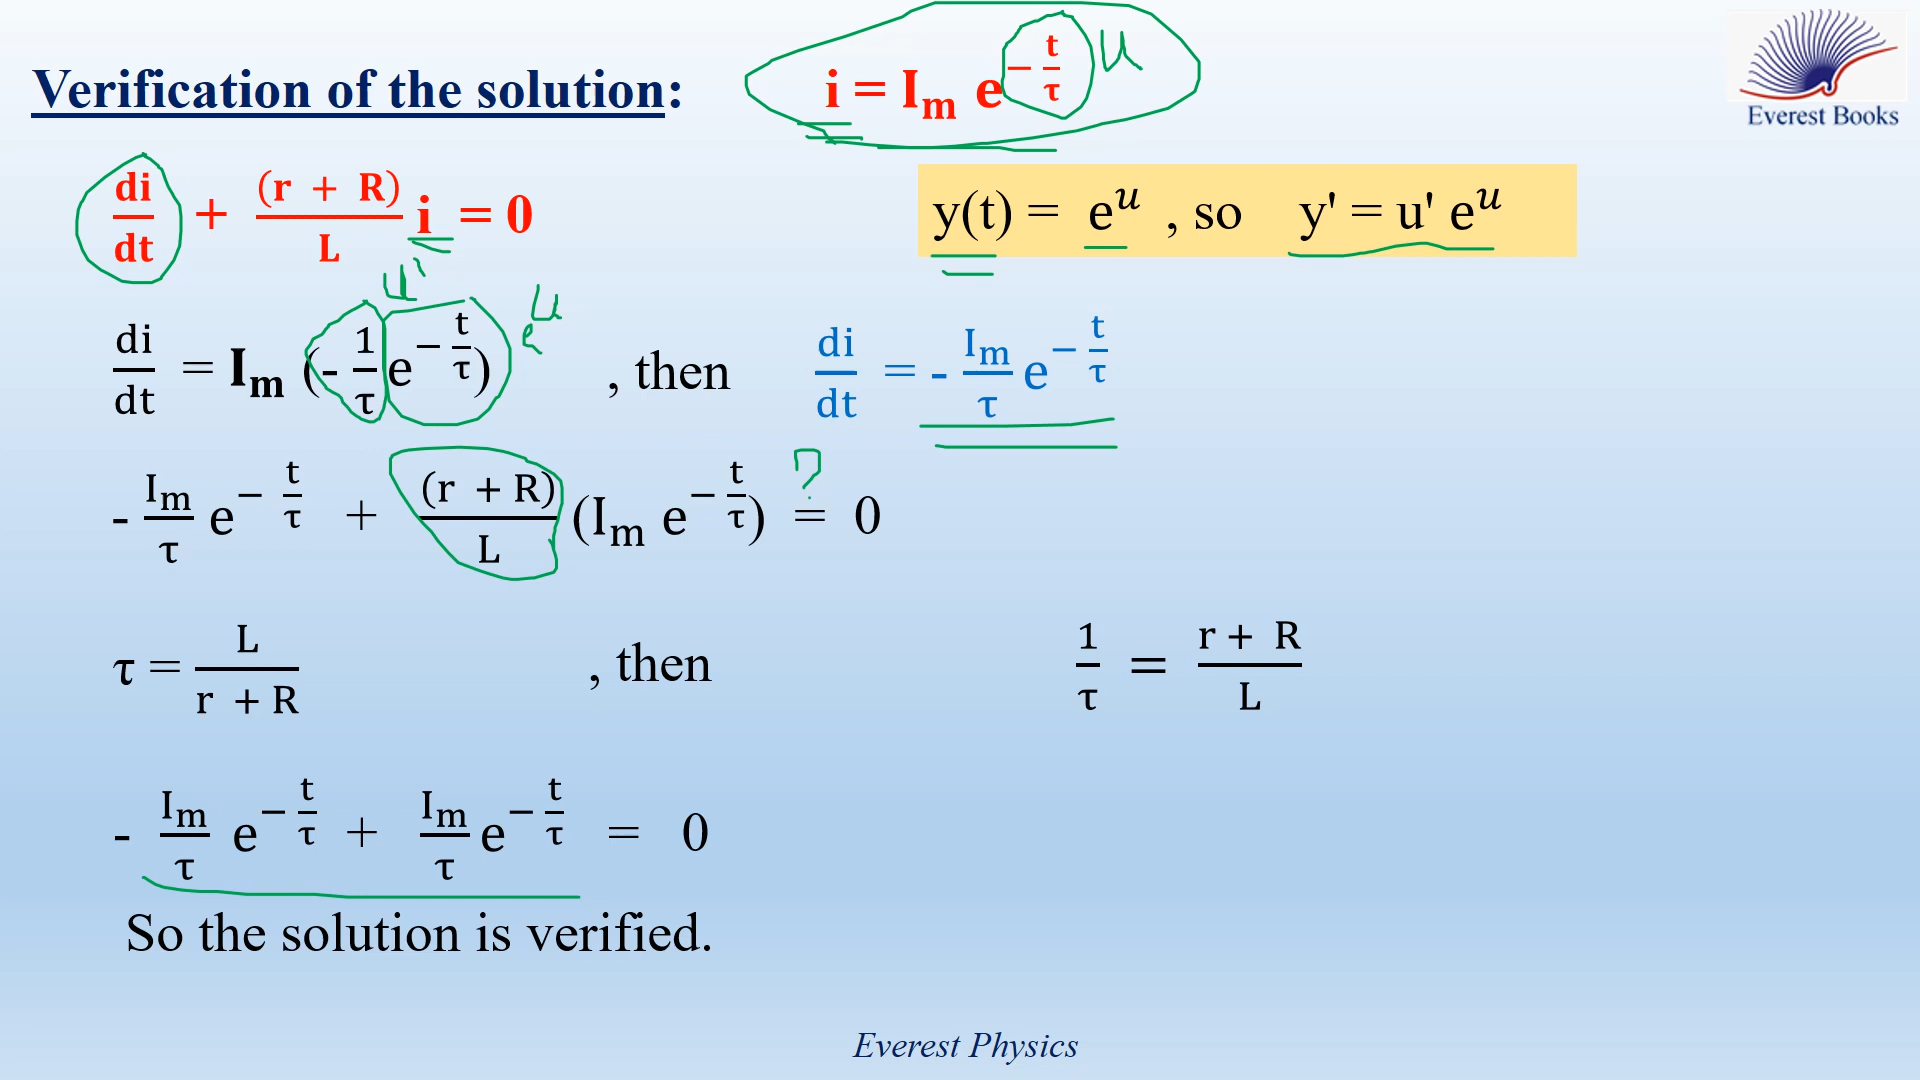 Verification of the solution: i = Iₘ e^(− t/τ) u
Everest Books
di/dt + (r + R)/L i = 0
y(t) = e^u , so y' = u' e^u
u' e^u
di/dt = Iₘ (- 1/τ e^(− t/τ)) , then di/dt = - Iₘ/τ e^(− t/τ)
?
- Iₘ/τ e^(− t/τ) + (r + R)/L (Iₘ e^(− t/τ)) = 0
τ = L/(r + R) , then 1/τ = (r + R)/L
- Iₘ/τ e^(− t/τ) + Iₘ/τ e^(− t/τ) = 0
So the solution is verified.
Everest Physics